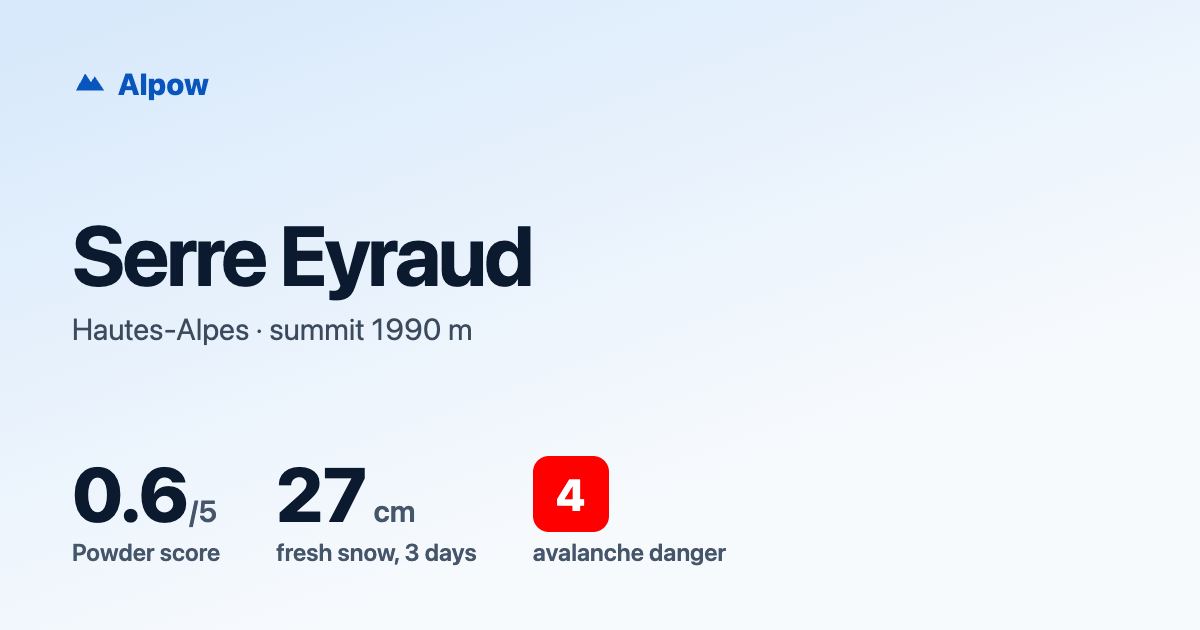 Alpow
Serre Eyraud
Hautes-Alpes · summit 1990 m
0.6/5 27 cm 4
Powder score fresh snow, 3 days avalanche danger